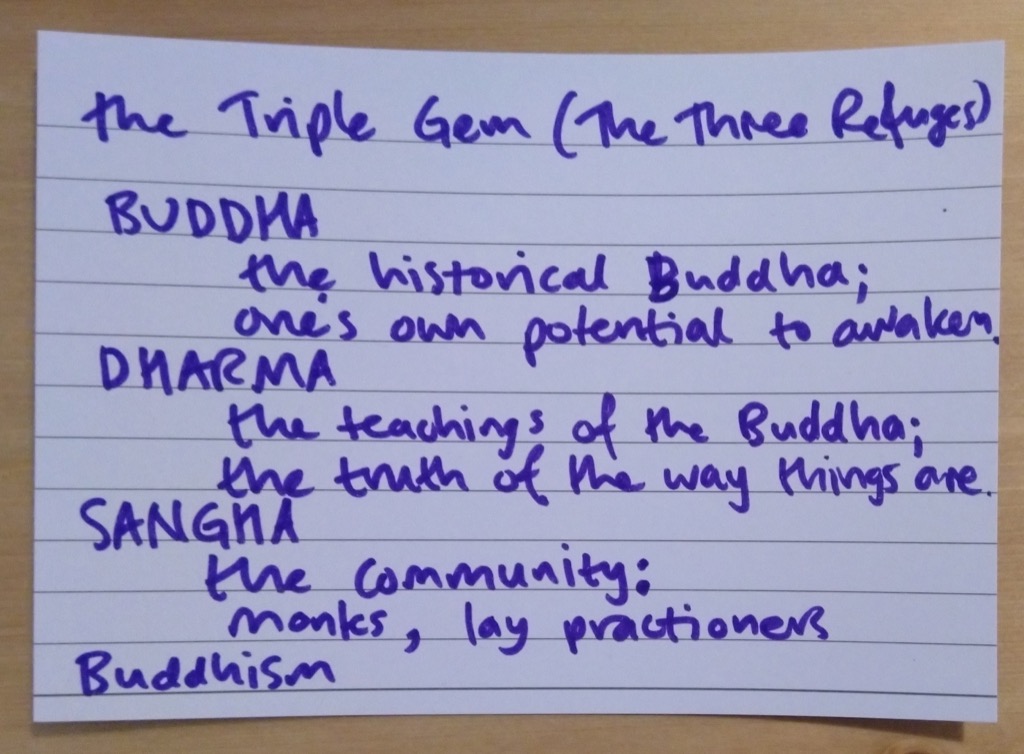 the Triple Gem (The Three Refuges)
BUDDHA
the historical Buddha;
one's own potential to awaken.
DHARMA
the teachings of the Buddha;
the truth of the way things are.
SANGHA
the community:
monks, lay practioners
Buddhism